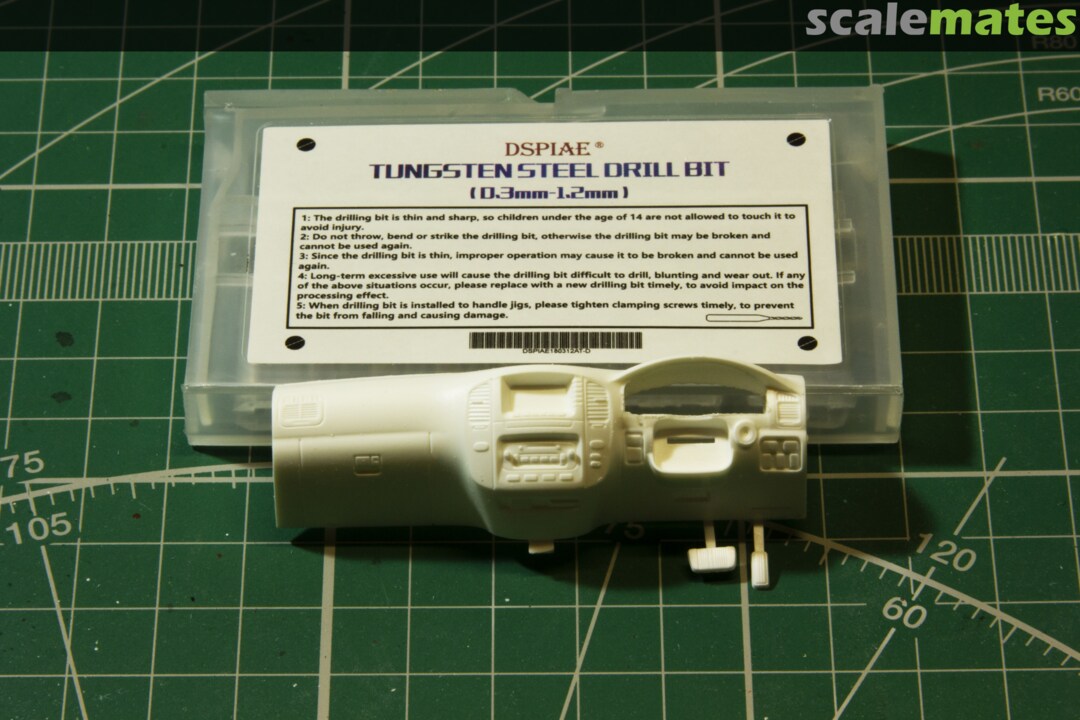 scalemates
R80
R60
DSPIAE®
TUNGSTEN STEEL DRILL BIT
(0.3mm-1.2mm)
1: The drilling bit is thin and sharp, so children under the age of 14 are not allowed to touch it to
avoid injury.
2: Do not throw, bend or strike the drilling bit, otherwise the drilling bit may be broken and
cannot be used again.
3: Since the drilling bit is thin, improper operation may cause it to be broken and cannot be used
again.
4: Long-term excessive use will cause the drilling bit difficult to drill, blunting and wear out. If any
of the above situations occur, please replace with a new drilling bit timely, to avoid impact on the
processing effect.
5: When drilling bit is installed to handle jigs, please tighten clamping screws timely, to prevent
the bit from falling and causing damage.
DSPIAE180312AT-D
75
105
75
120
60